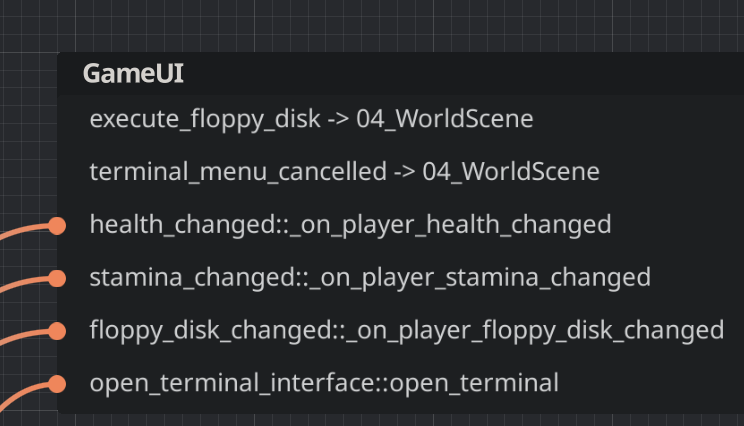 GameUI
execute_floppy_disk -> 04_WorldScene
terminal_menu_cancelled -> 04_WorldScene
health_changed::_on_player_health_changed
stamina_changed::_on_player_stamina_changed
floppy_disk_changed::_on_player_floppy_disk_changed
open_terminal_interface::open_terminal